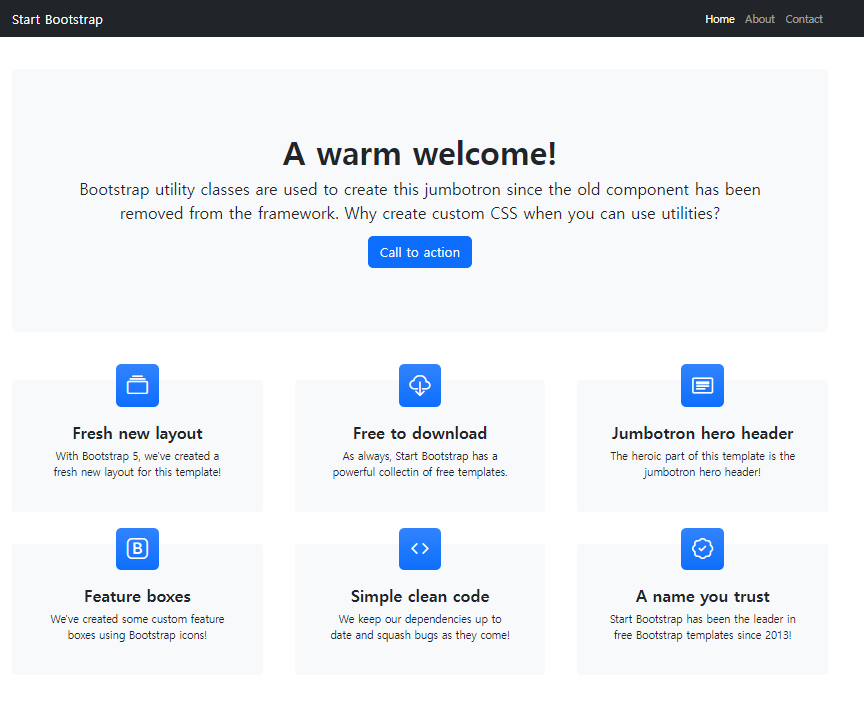 Start Bootstrap
Home About Contact
A warm welcome!
Bootstrap utility classes are used to create this jumbotron since the old component has been
removed from the framework. Why create custom CSS when you can use utilities?
Call to action
Fresh new layout
With Bootstrap 5, we've created a
fresh new layout for this template!
Free to download
As always, Start Bootstrap has a
powerful collectin of free templates.
Jumbotron hero header
The heroic part of this template is the
jumbotron hero header!
B
Feature boxes
We've created some custom feature
boxes using Bootstrap icons!
Simple clean code
We keep our dependencies up to
date and squash bugs as they come!
A name you trust
Start Bootstrap has been the leader in
free Bootstrap templates since 2013!